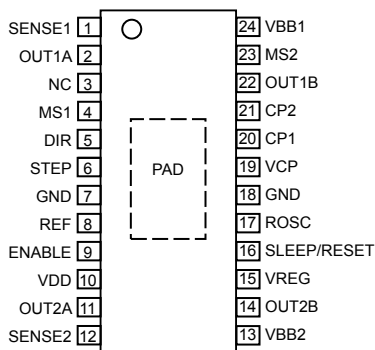 SENSE1 1 24 VBB1
OUT1A 2 23 MS2
NC 3 22 OUT1B
MS1 4 21 CP2
DIR 5 20 CP1
STEP 6 PAD 19 VCP
GND 7 18 GND
REF 8 17 ROSC
ENABLE 9 16 SLEEP/RESET
VDD 10 15 VREG
OUT2A 11 14 OUT2B
SENSE2 12 13 VBB2